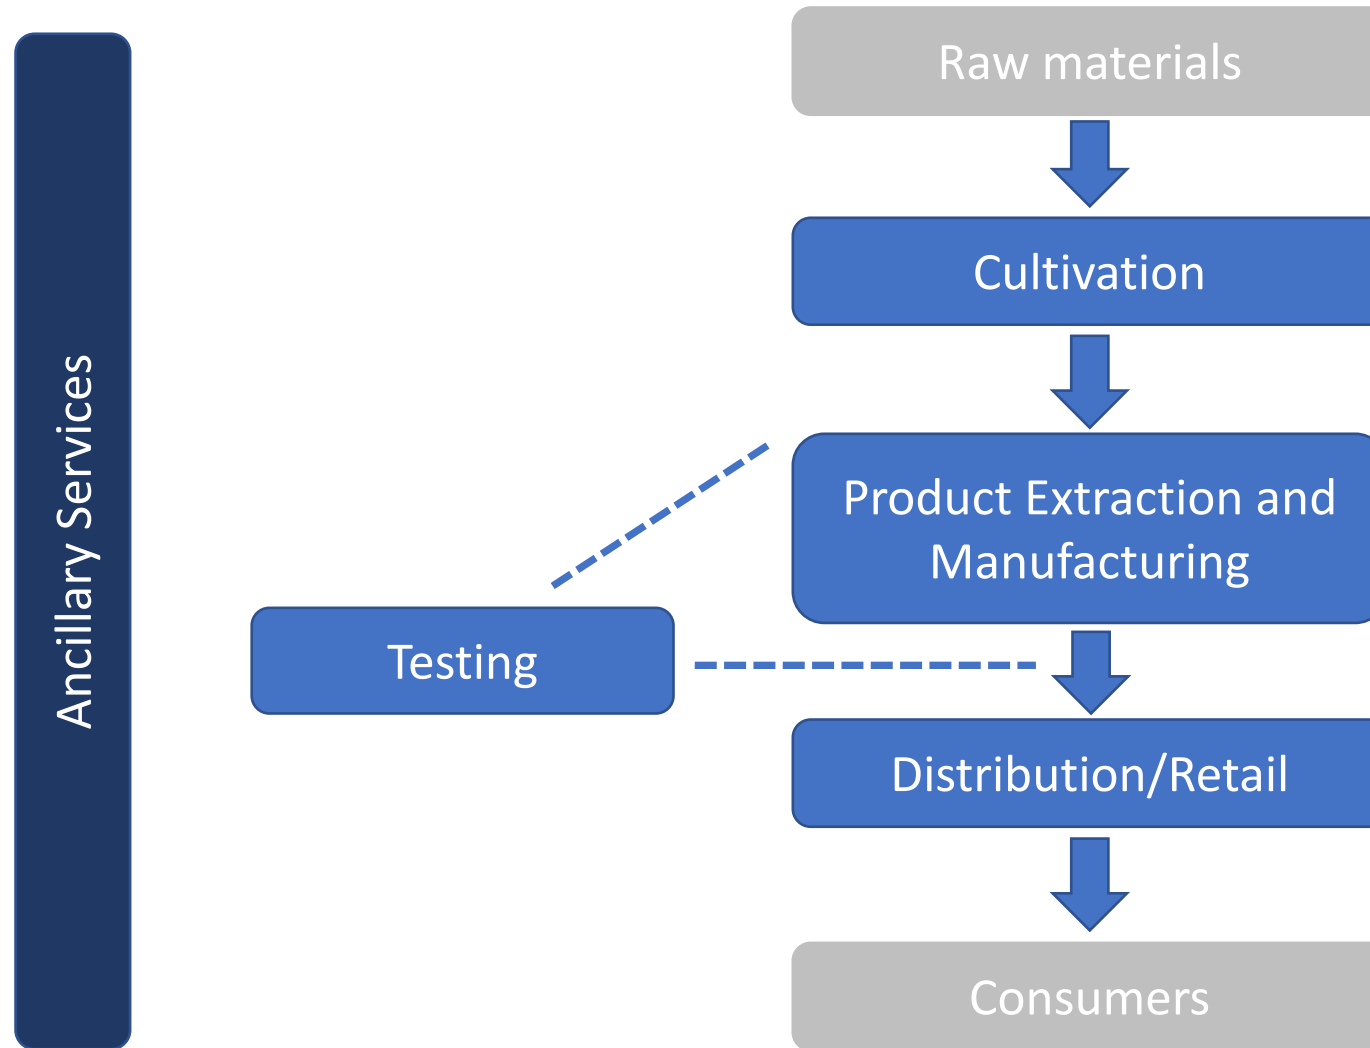 Ancillary Services
Raw materials
Cultivation
Product Extraction and
Manufacturing
Testing
Distribution/Retail
Consumers